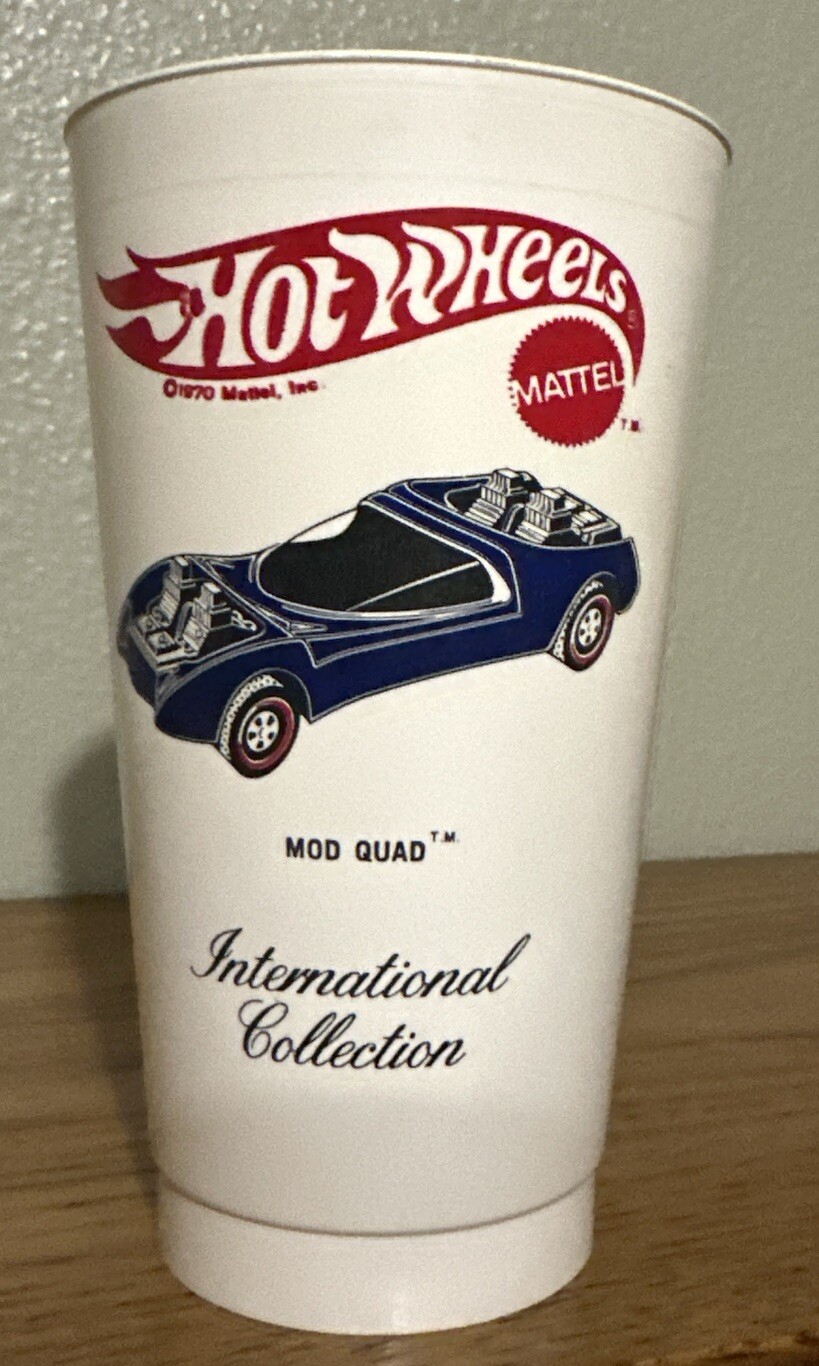 Hot Wheels
©1970 Mattel, Inc.
MATTEL
T.M.
MOD QUAD T.M.
International
Collection